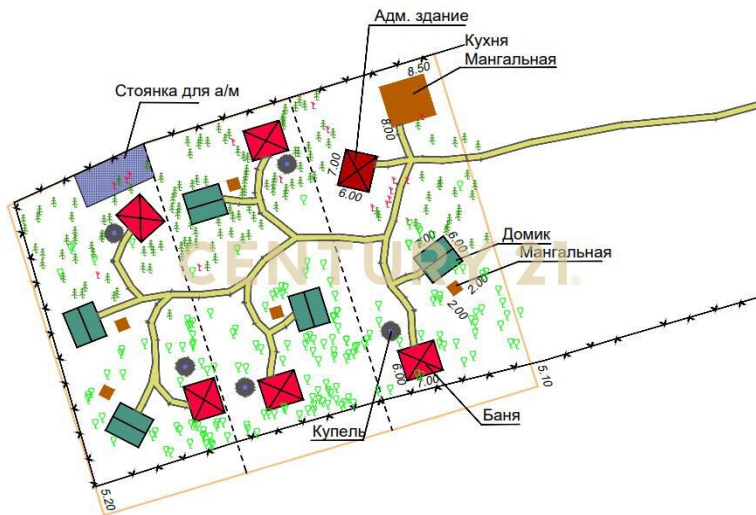 Адм. здание
Кухня
Мангальная
8.50
Стоянка для а/м
8.00
7.00
6.00
CENTURY 21.
7.00
6.00
Домик
Мангальная
2.00
2.00
6.00
7.00
5.10
Баня
Купель
5.20